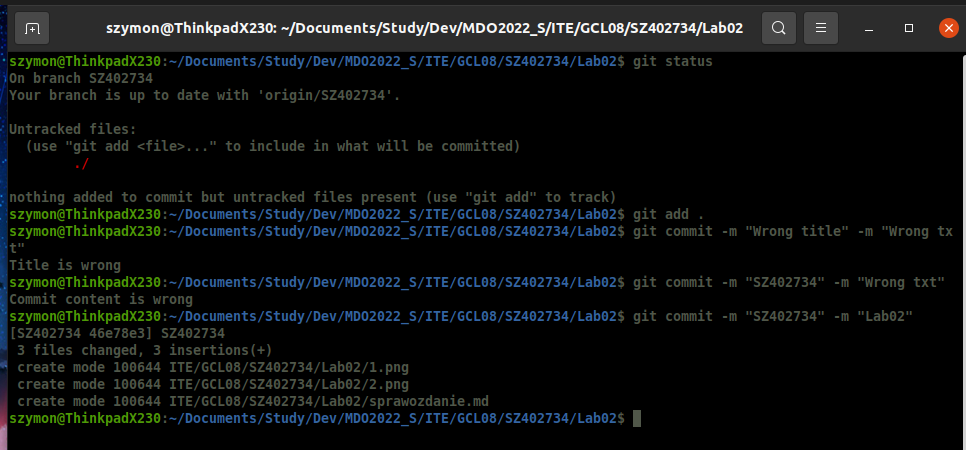 szymon@ThinkpadX230: ~/Documents/Study/Dev/MDO2022_S/ITE/GCL08/SZ402734/Lab02
szymon@ThinkpadX230:~/Documents/Study/Dev/MDO2022_S/ITE/GCL08/SZ402734/Lab02$ git status
On branch SZ402734
Your branch is up to date with 'origin/SZ402734'.
Untracked files:
(use "git add <file>..." to include in what will be committed)
./
nothing added to commit but untracked files present (use "git add" to track)
szymon@ThinkpadX230:~/Documents/Study/Dev/MDO2022_S/ITE/GCL08/SZ402734/Lab02$ git add .
szymon@ThinkpadX230:~/Documents/Study/Dev/MDO2022_S/ITE/GCL08/SZ402734/Lab02$ git commit -m "Wrong title" -m "Wrong tx
t"
Title is wrong
szymon@ThinkpadX230:~/Documents/Study/Dev/MDO2022_S/ITE/GCL08/SZ402734/Lab02$ git commit -m "SZ402734" -m "Wrong txt"
Commit content is wrong
szymon@ThinkpadX230:~/Documents/Study/Dev/MDO2022_S/ITE/GCL08/SZ402734/Lab02$ git commit -m "SZ402734" -m "Lab02"
[SZ402734 46e78e3] SZ402734
3 files changed, 3 insertions(+)
create mode 100644 ITE/GCL08/SZ402734/Lab02/1.png
create mode 100644 ITE/GCL08/SZ402734/Lab02/2.png
create mode 100644 ITE/GCL08/SZ402734/Lab02/sprawozdanie.md
szymon@ThinkpadX230:~/Documents/Study/Dev/MDO2022_S/ITE/GCL08/SZ402734/Lab02$